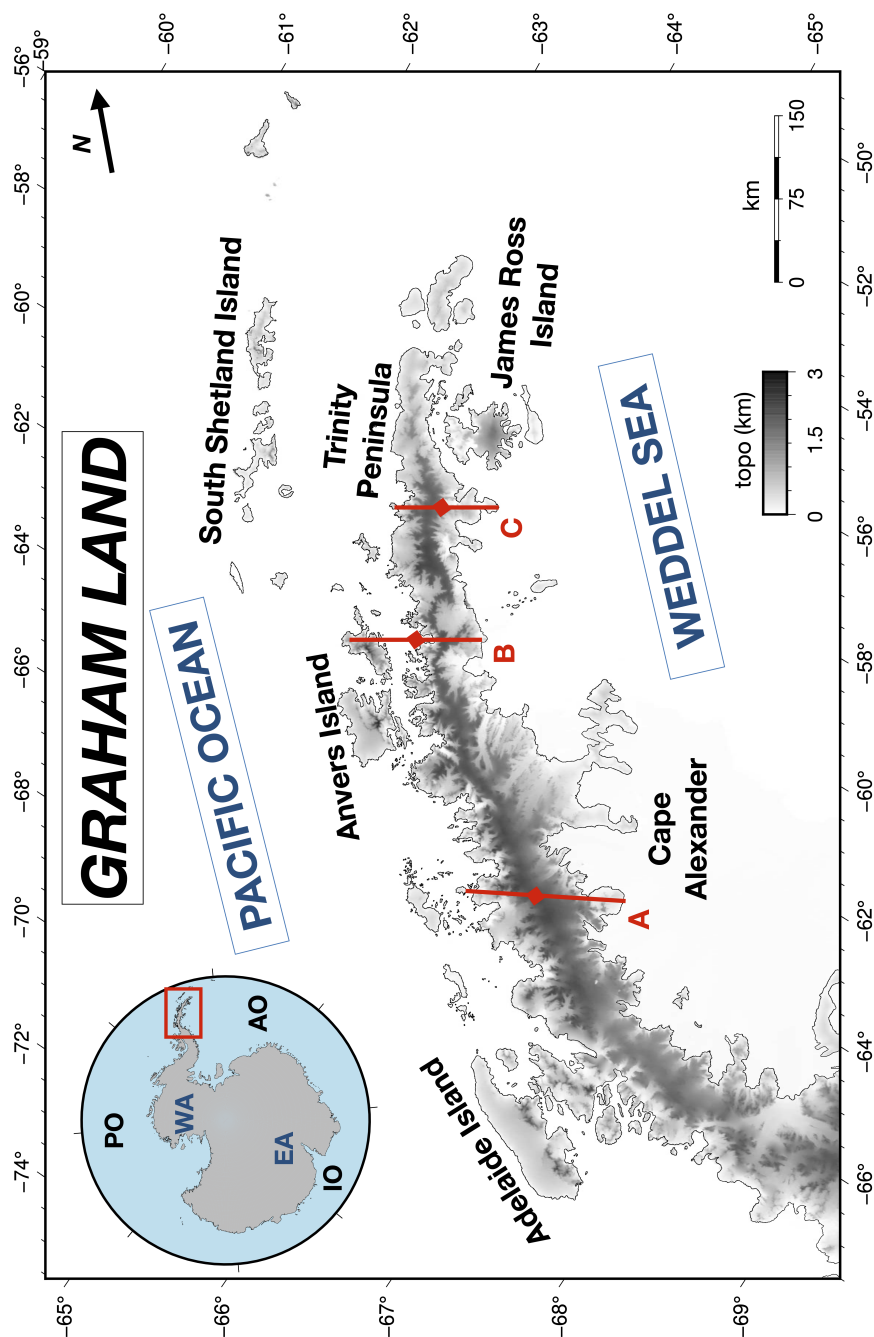 GRAHAM LAND
PACIFIC OCEAN
WEDDEL SEA
South Shetland Island
Trinity
Peninsula
James Ross
Island
Anvers Island
Adelaide Island
Cape
Alexander
A
B
C
N
PO
WA
AO
EA
IO
km
0 75 150
topo (km)
0 1.5 3
−74° −72° −70° −68° −66° −64° −62° −60° −58° −56°
−59° −60° −61° −62° −63° −64° −65°
−65° −66° −67° −68° −69°
−66° −64° −62° −60° −58° −56° −54° −52° −50°